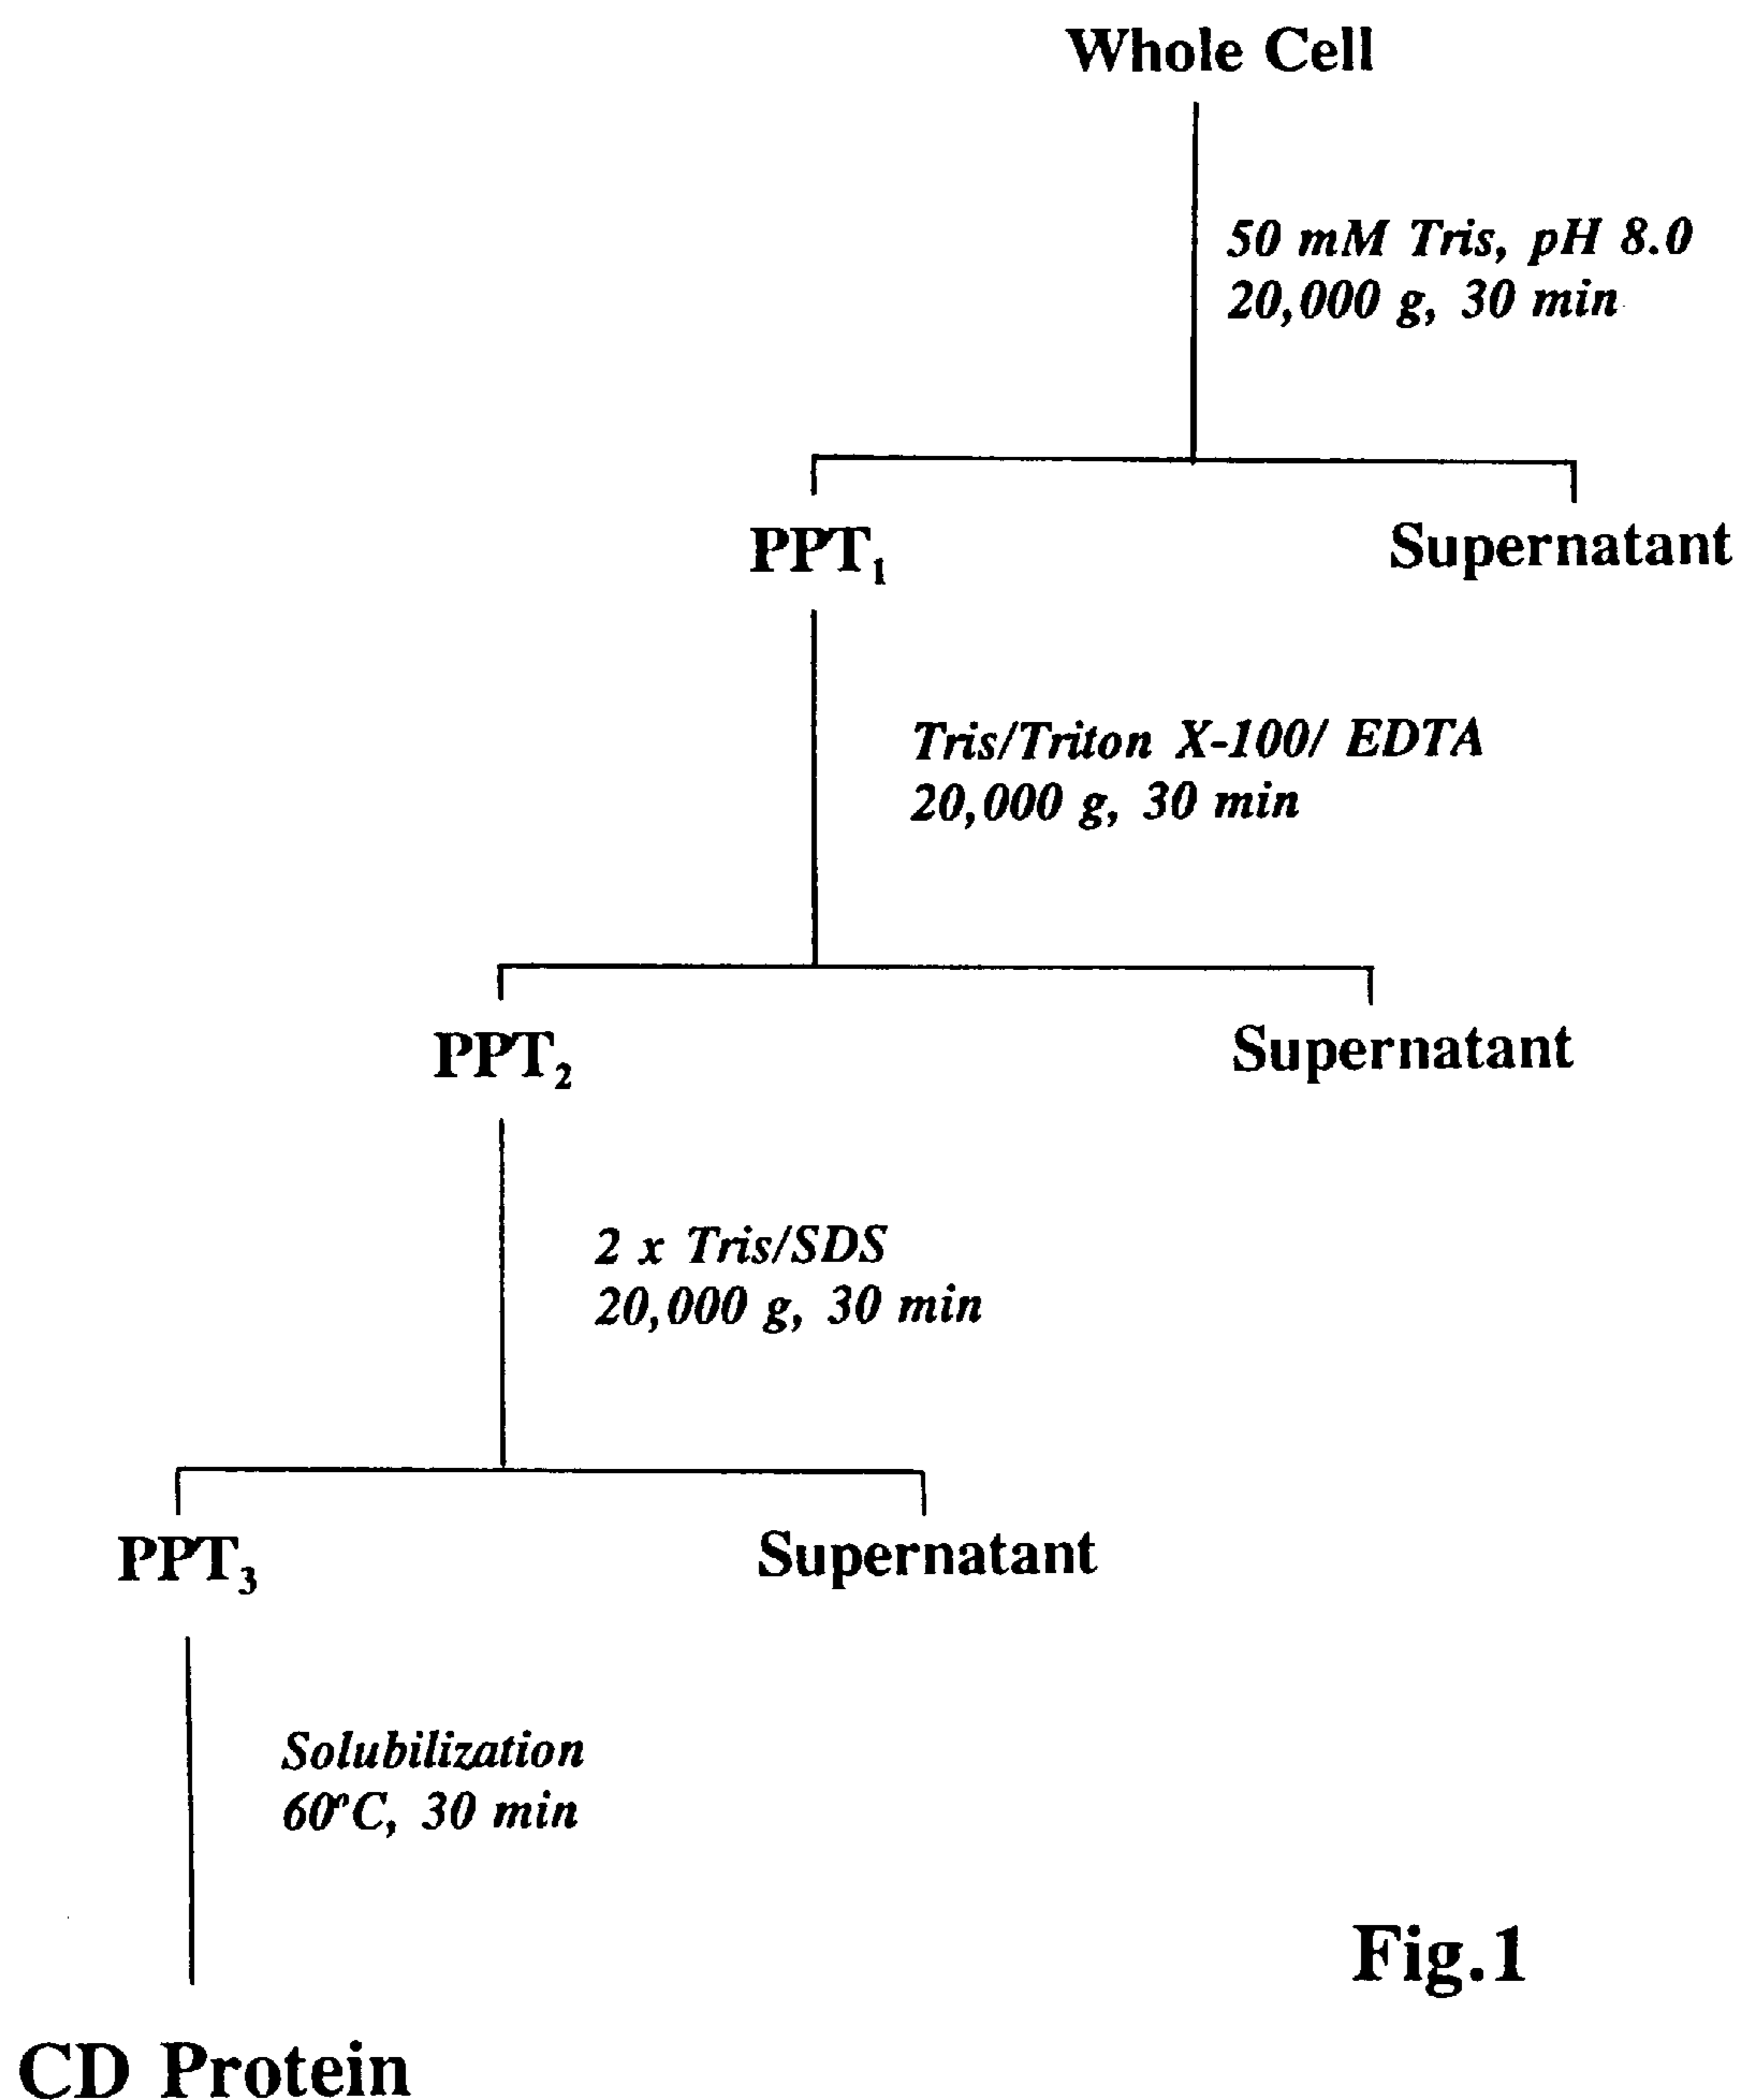 Whole Cell
50 mM Tris, pH 8.0
20,000 g, 30 min
PPT₁
Supernatant
Tris/Triton X-100/ EDTA
20,000 g, 30 min
PPT₂
Supernatant
2 x Tris/SDS
20,000 g, 30 min
PPT₃
Supernatant
Solubilization
60°C, 30 min
Fig.1
CD Protein